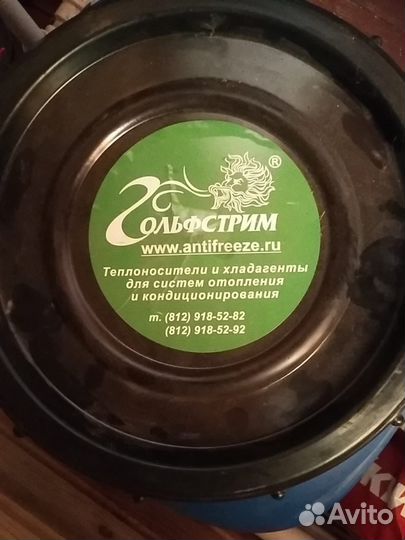 ГОЛЬФСТРИМ ®
www.antifreeze.ru
Теплоносители и хладагенты
для систем отопления
и кондиционирования
т. (812) 918-52-82
(812) 918-52-92
Avito